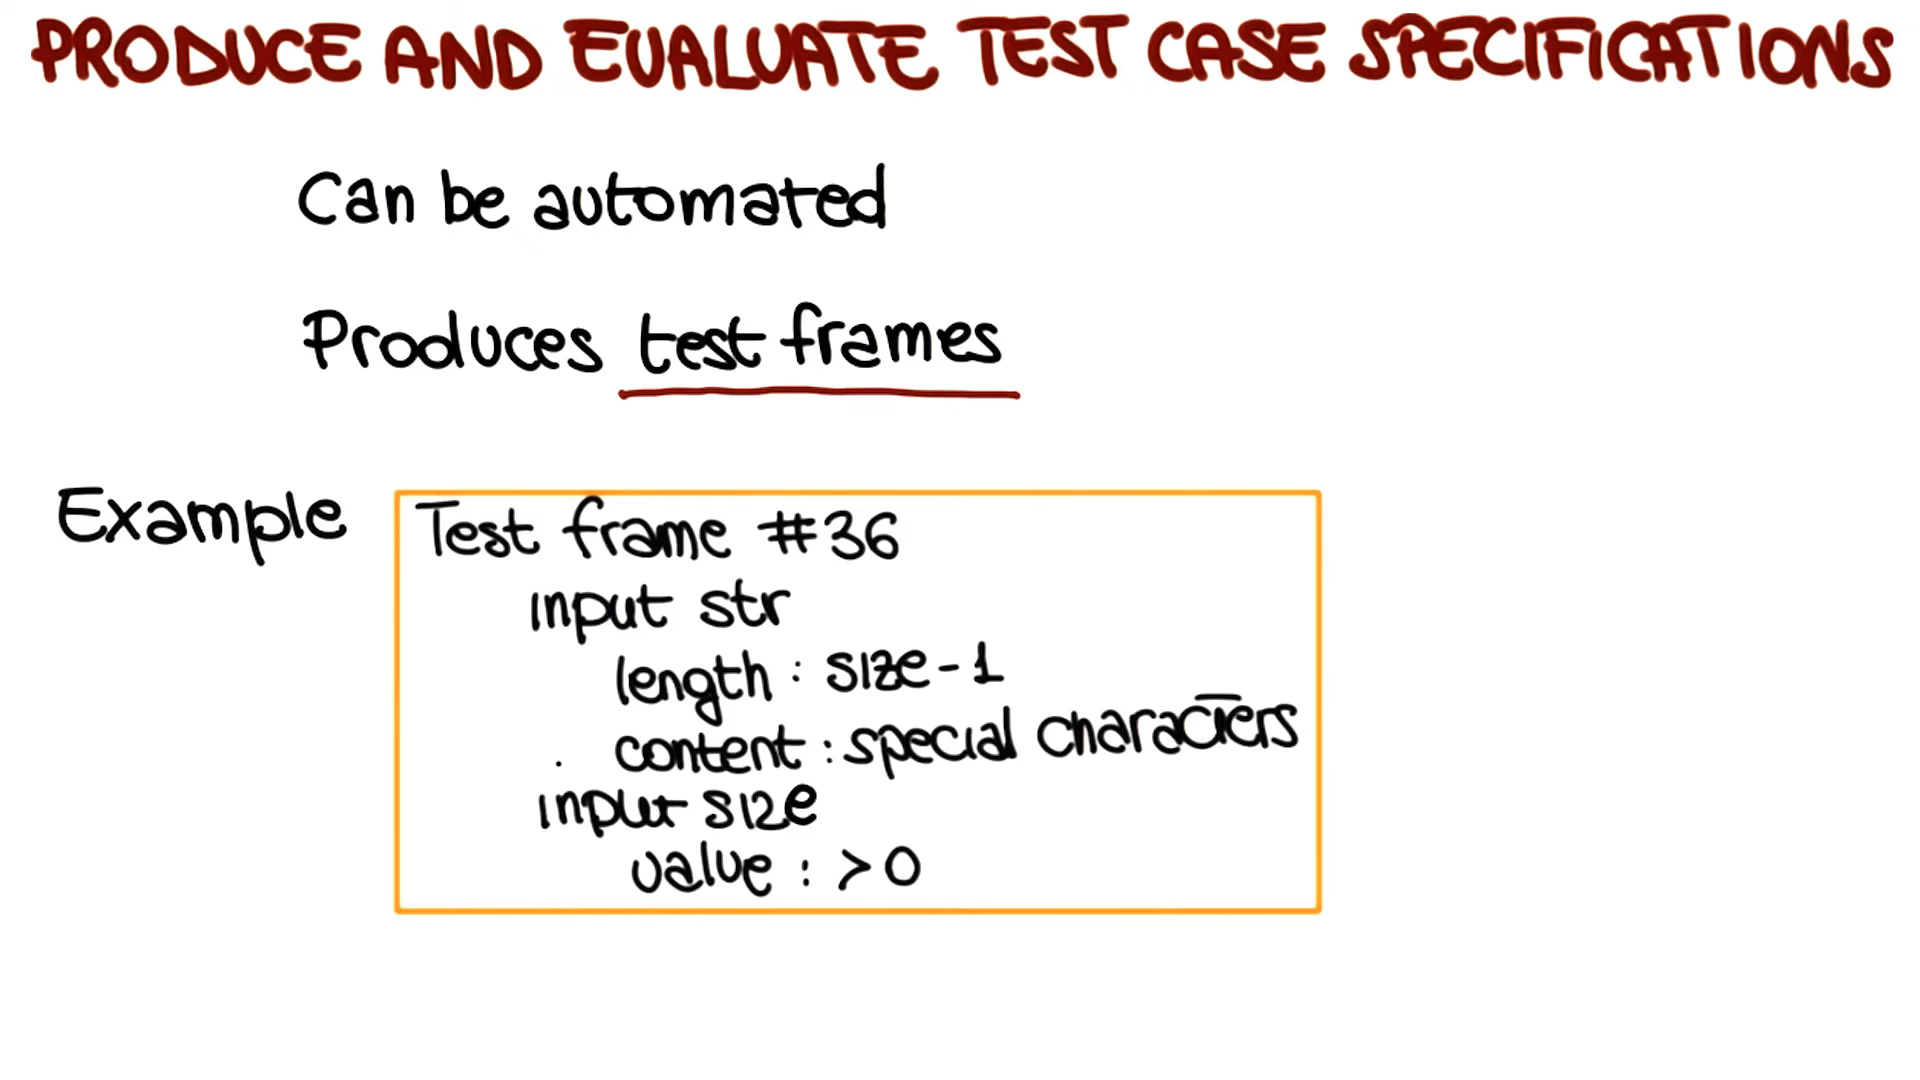 PRODUCE AND EVALUATE TEST CASE SPECIFICATIONS
Can be automated
Produces test frames
Example
Test frame #36
input str
length : size-1
content : special characters
input size
value : >0